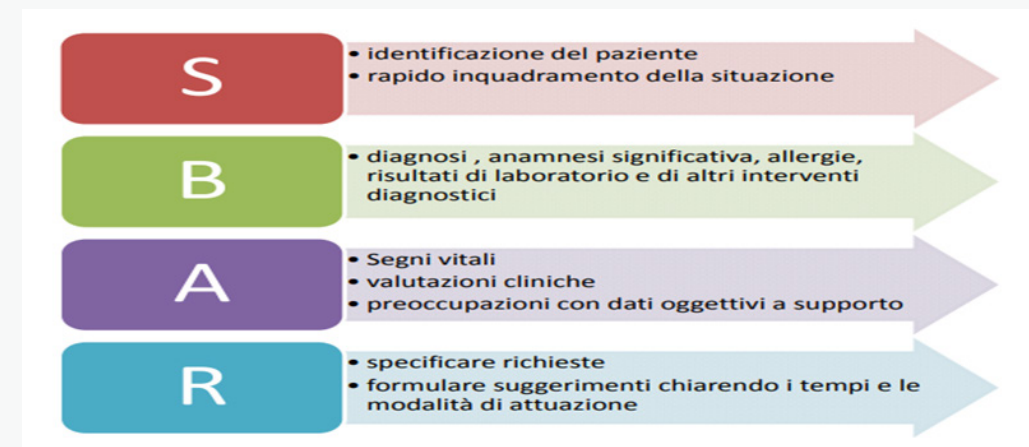 S
• identificazione del paziente
• rapido inquadramento della situazione
B
• diagnosi , anamnesi significativa, allergie,
risultati di laboratorio e di altri interventi
diagnostici
A
• Segni vitali
• valutazioni cliniche
• preoccupazioni con dati oggettivi a supporto
R
• specificare richieste
• formulare suggerimenti chiarendo i tempi e le
modalità di attuazione